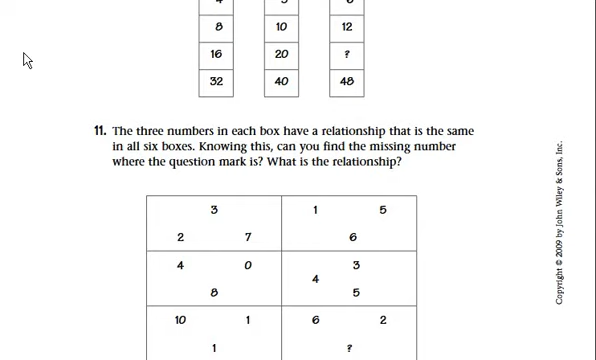 8 10 12
16 20 ?
32 40 48
11. The three numbers in each box have a relationship that is the same
in all six boxes. Knowing this, can you find the missing number
where the question mark is? What is the relationship?
3 1 5
2 7 6
4 0 3
4
8 5
10 1 6 2
1 ?
Copyright © 2009 by John Wiley & Sons, Inc.